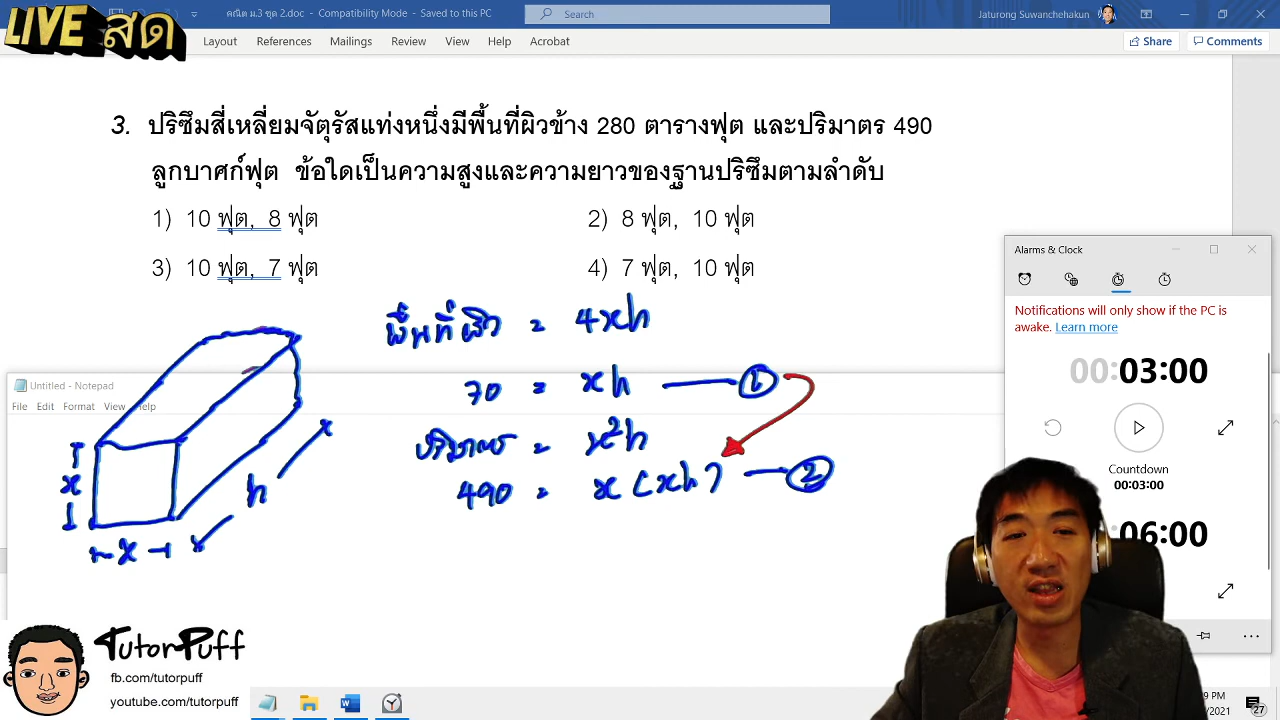 คณิต ม.3 ชุด 2.doc - Compatibility Mode - Saved to this PC
Search
Jaturong Suwanchehakun
LIVE สด
Layout References Mailings Review View Help Acrobat
Share Comments
3. ปริซึมสี่เหลี่ยมจัตุรัสแท่งหนึ่งมีพื้นที่ผิวข้าง 280 ตารางฟุต และปริมาตร 490
ลูกบาศก์ฟุต ข้อใดเป็นความสูงและความยาวของฐานปริซึมตามลำดับ
1) 10 ฟุต, 8 ฟุต 2) 8 ฟุต, 10 ฟุต
3) 10 ฟุต, 7 ฟุต 4) 7 ฟุต, 10 ฟุต
Alarms & Clock
Notifications will only show if the PC is
awake. Learn more
00:03:00
Countdown
00:03:00
06:00
พื้นที่ผิว = 4xh
70 = xh — ①
ปริมาตร = x²h
490 = x (xh) — ②
Untitled - Notepad
File Edit Format View Help
x
x
h
TutorPuff
fb.com/tutorpuff
youtube.com/tutorpuff
9 PM
/2021
27